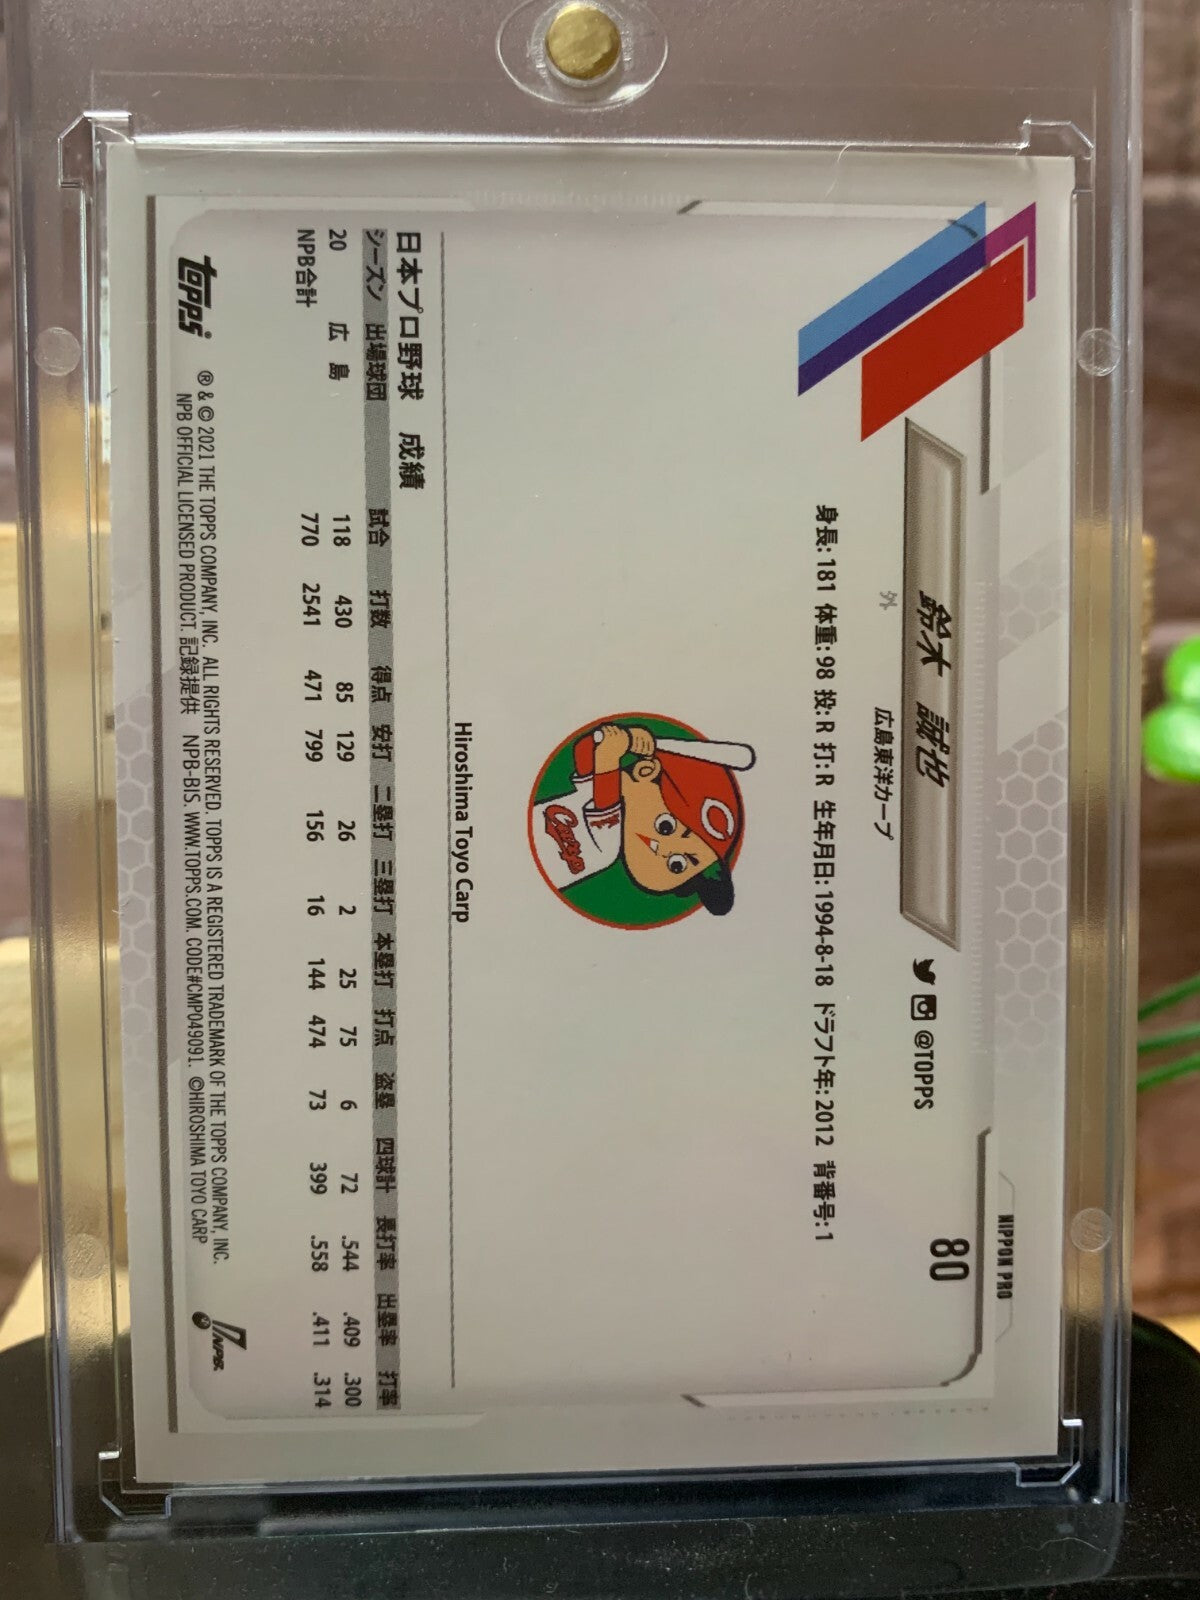 NIPPON PRO
80
鈴木 誠也
@TOPPS
外 広島東洋カープ
身長: 181 体重: 98 投: R 打: R 生年月日: 1994-8-18 ドラフト年: 2012 背番号: 1
C
Carp
Hiroshima Toyo Carp
日本プロ野球 成績
シーズン 出場球団 試合 打数 得点 安打 二塁打 三塁打 本塁打 打点 盗塁 四球計 長打率 出塁率 打率
20 広島 118 430 85 129 26 2 25 75 6 72 .544 .409 .300
NPB合計 770 2541 471 799 156 16 144 474 73 399 .558 .411 .314
topps®
® & © 2021 THE TOPPS COMPANY, INC. ALL RIGHTS RESERVED. TOPPS IS A REGISTERED TRADEMARK OF THE TOPPS COMPANY, INC.
NPB OFFICIAL LICENSED PRODUCT. 記録提供 NPB-BIS. WWW.TOPPS.COM. CODE#CMP049091. ©HIROSHIMA TOYO CARP
NPB